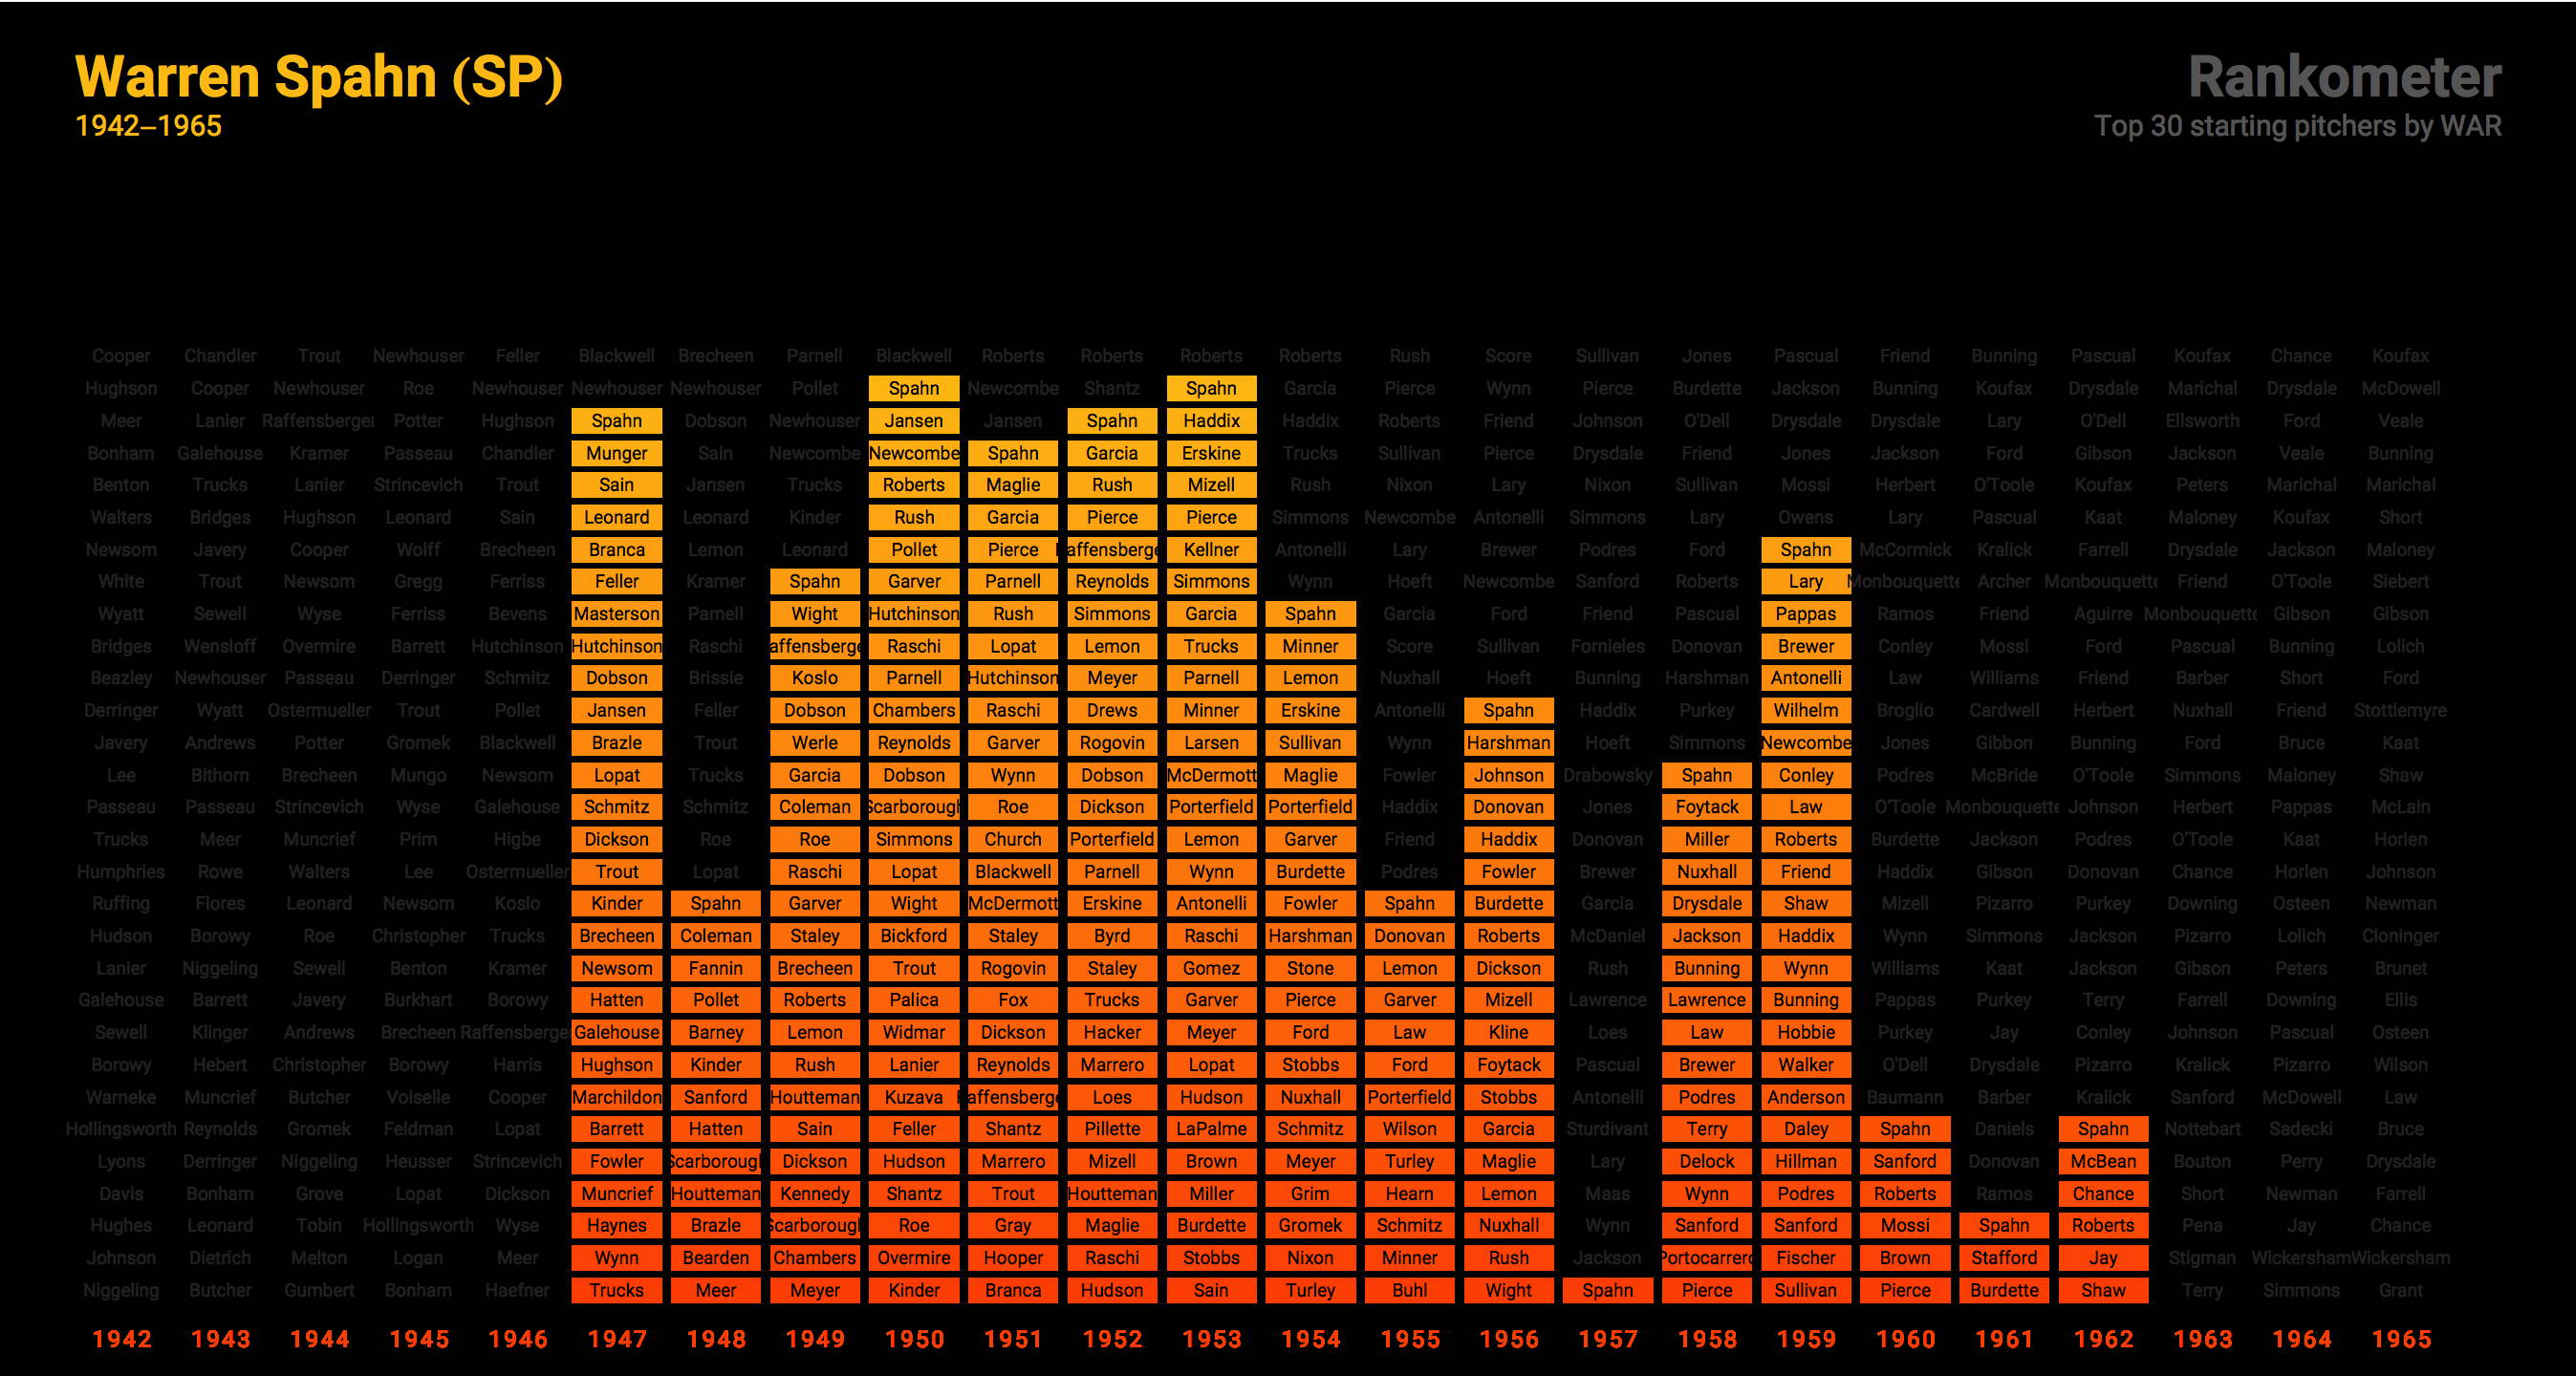 Warren Spahn (SP)
1942–1965
Rankometer
Top 30 starting pitchers by WAR
Cooper Chandler Trout Newhouser Feller Blackwell Brecheen Parnell Blackwell Roberts Roberts Roberts Roberts Rush Score Sullivan Jones Pascual Friend Bunning Pascual Koufax Chance Koufax
Hughson Cooper Newhouser Roe Newhouser Newhouser Newhouser Pollet Spahn Newcombe Shantz Spahn Garcia Pierce Wynn Pierce Burdette Jackson Bunning Koufax Drysdale Marichal Drysdale McDowell
Meer Lanier Raffensberger Potter Hughson Spahn Dobson Newhouser Jansen Jansen Spahn Haddix Haddix Roberts Friend Johnson O'Dell Drysdale Drysdale Lary O'Dell Ellsworth Ford Veale
Bonham Galehouse Kramer Passeau Chandler Munger Sain Newcombe Newcombe Spahn Garcia Erskine Trucks Sullivan Pierce Drysdale Friend Jones Jackson Ford Gibson Jackson Veale Bunning
Benton Trucks Lanier Strincevich Trout Sain Jansen Trucks Roberts Maglie Rush Mizell Rush Nixon Lary Nixon Sullivan Mossi Herbert O'Toole Koufax Peters Marichal Marichal
Walters Bridges Hughson Leonard Sain Leonard Leonard Kinder Rush Garcia Pierce Pierce Simmons Newcombe Antonelli Simmons Lary Owens Lary Pascual Kaat Maloney Koufax Short
Newsom Javery Cooper Wolff Brecheen Branca Lemon Leonard Pollet Pierce affensberge Kellner Antonelli Lary Brewer Podres Ford Spahn McCormick Kralick Farrell Drysdale Jackson Maloney
White Trout Newsom Gregg Ferriss Feller Kramer Spahn Garver Parnell Reynolds Simmons Wynn Hoeft Newcombe Sanford Roberts Lary Monbouquette Archer Monbouquette Friend O'Toole Siebert
Wyatt Sewell Wyse Ferriss Bevens Masterson Parnell Wight Hutchinson Rush Simmons Garcia Spahn Garcia Ford Friend Pascual Pappas Ramos Friend Aguirre Monbouquette Gibson Gibson
Bridges Wensloff Overmire Barrett Hutchinson Hutchinson Raschi affensberge Raschi Lopat Lemon Trucks Minner Score Sullivan Fornieles Donovan Brewer Conley Mossi Ford Pascual Bunning Lolich
Beazley Newhouser Passeau Derringer Schmitz Dobson Brissie Koslo Parnell Hutchinson Meyer Parnell Lemon Nuxhall Hoeft Bunning Harshman Antonelli Law Williams Friend Barber Short Ford
Derringer Wyatt Ostermueller Trout Pollet Jansen Feller Dobson Chambers Raschi Drews Minner Erskine Antonelli Spahn Haddix Purkey Wilhelm Broglio Cardwell Herbert Nuxhall Friend Stottlemyre
Javery Andrews Potter Gromek Blackwell Brazle Trout Werle Reynolds Garver Rogovin Larsen Sullivan Wynn Harshman Hoeft Simmons Newcombe Jones Gibbon Bunning Ford Bruce Kaat
Lee Bithorn Brecheen Mungo Newsom Lopat Trucks Garcia Dobson Wynn Dobson McDermott Maglie Fowler Johnson Drabowsky Spahn Conley Podres McBride O'Toole Simmons Maloney Shaw
Passeau Passeau Strincevich Wyse Galehouse Schmitz Schmitz Coleman Scarborough Roe Dickson Porterfield Porterfield Haddix Donovan Jones Foytack Law O'Toole Monbouquette Johnson Herbert Pappas McLain
Trucks Meer Muncrief Prim Higbe Dickson Roe Roe Simmons Church Porterfield Lemon Garver Friend Haddix Donovan Miller Roberts Burdette Jackson Podres O'Toole Kaat Horlen
Humphries Rowe Walters Lee Ostermueller Trout Lopat Raschi Lopat Blackwell Parnell Wynn Burdette Podres Fowler Brewer Nuxhall Friend Haddix Gibson Donovan Chance Horlen Johnson
Ruffing Flores Leonard Newsom Koslo Kinder Spahn Garver Wight McDermott Erskine Antonelli Fowler Spahn Burdette Garcia Drysdale Shaw Mizell Pizarro Purkey Downing Osteen Newman
Hudson Borowy Roe Christopher Trucks Brecheen Coleman Staley Bickford Staley Byrd Raschi Harshman Donovan Roberts McDaniel Jackson Haddix Wynn Simmons Jackson Pizarro Lolich Cloninger
Lanier Niggeling Sewell Benton Kramer Newsom Fannin Brecheen Trout Rogovin Staley Gomez Stone Lemon Dickson Rush Bunning Wynn Williams Kaat Jackson Gibson Peters Brunet
Galehouse Barrett Javery Burkhart Borowy Hatten Pollet Roberts Palica Fox Trucks Garver Pierce Garver Mizell Lawrence Lawrence Bunning Pappas Purkey Terry Farrell Downing Ellis
Sewell Klinger Andrews Brecheen Raffensberger Galehouse Barney Lemon Widmar Dickson Hacker Meyer Ford Law Kline Loes Law Hobbie Purkey Jay Conley Johnson Pascual Osteen
Borowy Hebert Christopher Borowy Harris Hughson Kinder Rush Lanier Reynolds Marrero Lopat Stobbs Ford Foytack Pascual Brewer Walker O'Dell Drysdale Pizarro Kralick Pizarro Wilson
Warneke Muncrief Butcher Voiselle Cooper Marchildon Sanford Houtteman Kuzava affensberge Loes Hudson Nuxhall Porterfield Stobbs Antonelli Podres Anderson Baumann Barber Kralick Sanford McDowell Law
Hollingsworth Reynolds Gromek Feldman Lopat Barrett Hatten Sain Feller Shantz Pillette LaPalme Schmitz Wilson Garcia Sturdivant Terry Daley Spahn Daniels Spahn Nottebart Sadecki Bruce
Lyons Derringer Niggeling Heusser Strincevich Fowler Scarborough Dickson Hudson Marrero Mizell Brown Meyer Turley Maglie Lary Delock Hillman Sanford Donovan McBean Bouton Perry Drysdale
Davis Bonham Grove Lopat Dickson Muncrief Houtteman Kennedy Shantz Trout Houtteman Miller Grim Hearn Lemon Maas Wynn Podres Roberts Ramos Chance Short Newman Farrell
Hughes Leonard Tobin Hollingsworth Wyse Haynes Brazle Scarborough Roe Gray Maglie Burdette Gromek Schmitz Nuxhall Wynn Sanford Sanford Mossi Spahn Roberts Pena Jay Chance
Johnson Dietrich Melton Logan Meer Wynn Bearden Chambers Overmire Hooper Raschi Stobbs Nixon Minner Rush Jackson Portocarrero Fischer Brown Stafford Jay Stigman Wickersham Wickersham
Niggeling Butcher Gumbert Bonham Haefner Trucks Meer Meyer Kinder Branca Hudson Sain Turley Buhl Wight Spahn Pierce Sullivan Pierce Burdette Shaw Terry Simmons Grant
1942 1943 1944 1945 1946 1947 1948 1949 1950 1951 1952 1953 1954 1955 1956 1957 1958 1959 1960 1961 1962 1963 1964 1965